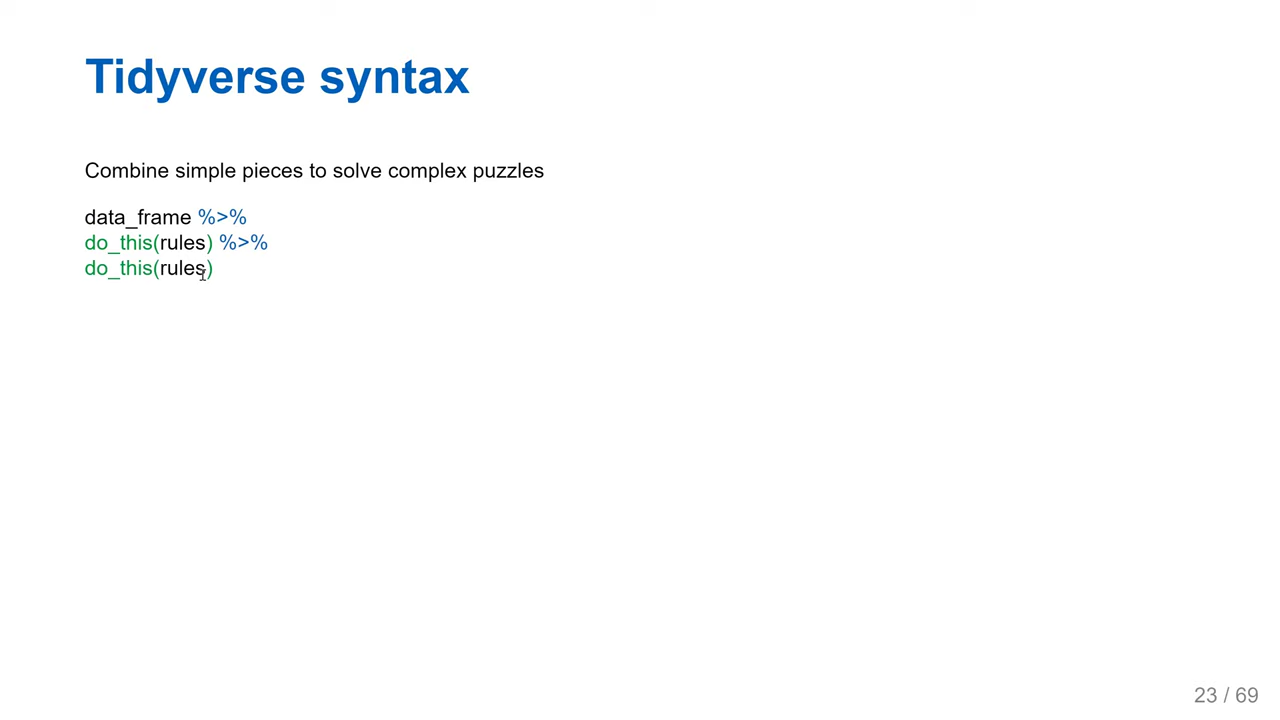 Tidyverse syntax
Combine simple pieces to solve complex puzzles
data_frame %>%
do_this(rules) %>%
do_this(rules)
23 / 69